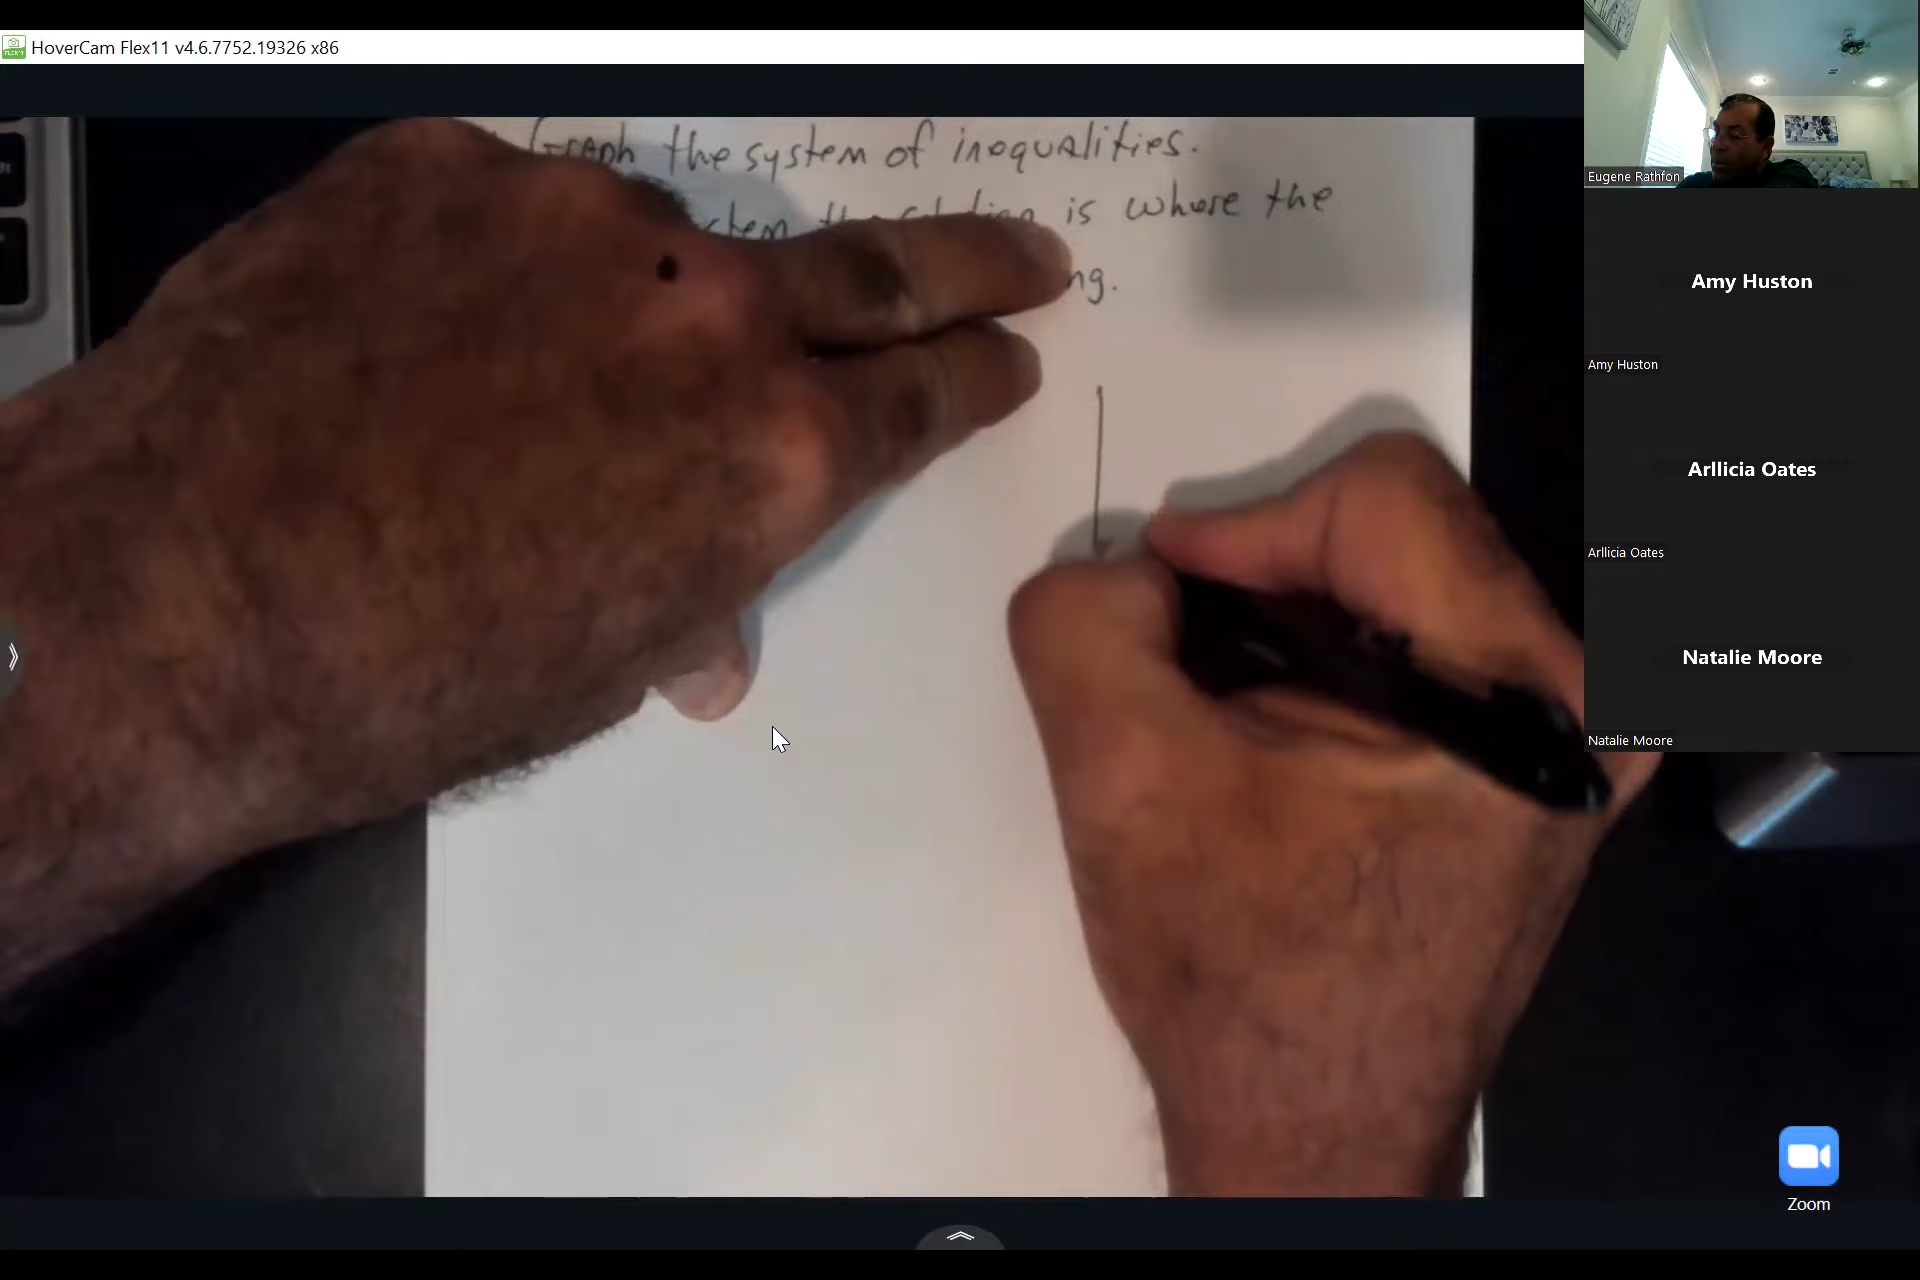 HoverCam Flex11 v4.6.7752.19326 x86
Graph the system of inequalities.
is where the
Eugene Rathfon
Amy Huston
Amy Huston
Arllicia Oates
Arllicia Oates
Natalie Moore
Natalie Moore
Zoom